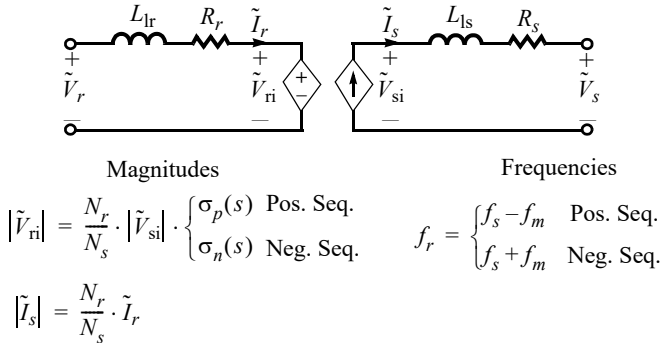 L_lr R_r Ĩ_r Ĩ_s L_ls R_s
+ + + +
Ṽ_r Ṽ_ri + − Ṽ_si Ṽ_s
− − − −
Magnitudes Frequencies
|Ṽ_ri| = N_r/N_s · |Ṽ_si| · { σ_p(s) Pos. Seq.
σ_n(s) Neg. Seq.
f_r = { f_s − f_m Pos. Seq.
f_s + f_m Neg. Seq.
|Ĩ_s| = N_r/N_s · Ĩ_r